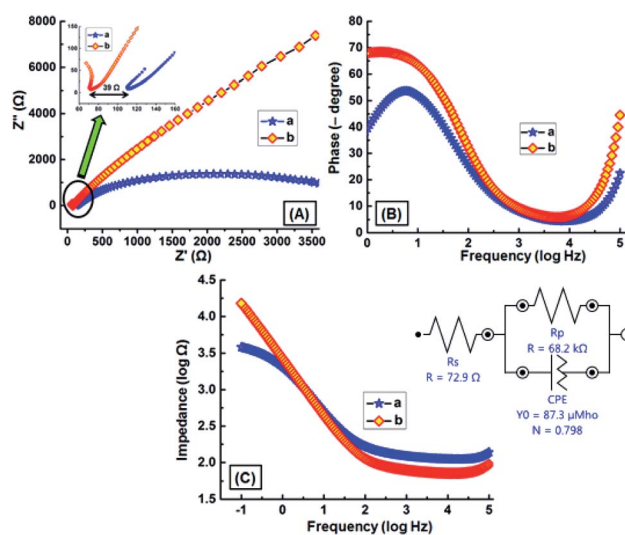 8000
6000
4000
2000
0
Z'' (Ω)
150
100
50
0
60 80 100 120 140 160
a
b
39 Ω
a
b
(A)
0 500 1000 1500 2000 2500 3000 3500
Z' (Ω)
80
70
60
50
40
30
20
10
0
Phase (– degree)
a
b
(B)
0 1 2 3 4 5
Frequency (log Hz)
4.5
4.0
3.5
3.0
2.5
2.0
1.5
Impedance (log Ω)
a
b
(C)
-1 0 1 2 3 4 5
Frequency (log Hz)
Rs
R = 72.9 Ω
Rp
R = 68.2 kΩ
CPE
Y0 = 87.3 µMho
N = 0.798